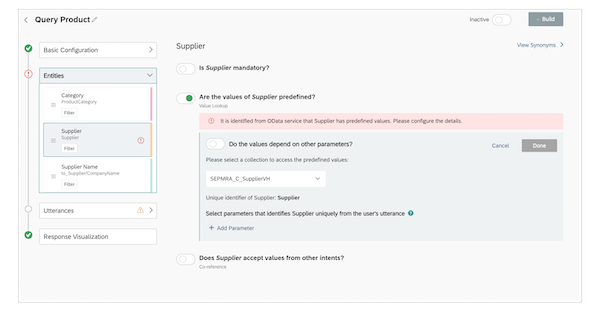 Query Product
Inactive
Build
Basic Configuration
Entities
Category
ProductCategory
Filter
Supplier
Supplier
Filter
Supplier Name
to_Supplier/CompanyName
Filter
Utterances
Response Visualization
Supplier
View Synonyms
Is Supplier mandatory?
Are the values of Supplier predefined?
Value Lookup
It is identified from OData service that Supplier has predefined values. Please configure the details.
Do the values depend on other parameters?
Cancel
Done
Please select a collection to access the predefined values:
SEPMRA_C_SupplierVH
Unique identifier of Supplier: Supplier
Select parameters that identifies Supplier uniquely from the user's utterance
+ Add Parameter
Does Supplier accept values from other intents?
Co-reference